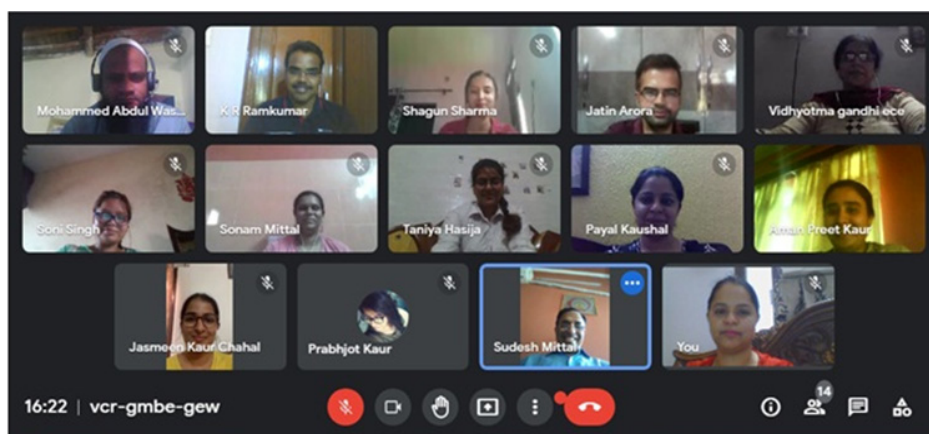 Mohammed Abdul Was...
K R Ramkumar
Shagun Sharma
Jatin Arora
Vidhyotma gandhi ece
Soni Singh
Sonam Mittal
Taniya Hasija
Payal Kaushal
Aman Preet Kaur
Jasmeen Kaur Chahal
Prabhjot Kaur
Sudesh Mittal
You
16:22 | vcr-gmbe-gew
14